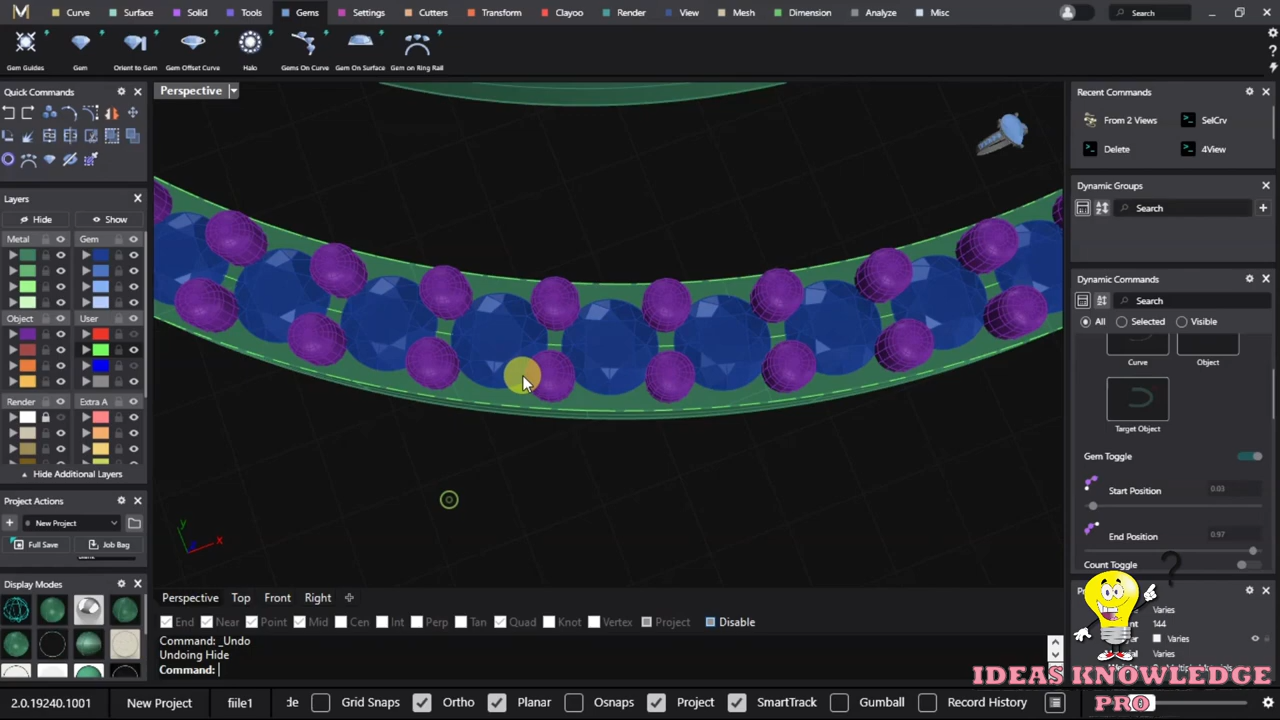 Curve Surface Solid Tools Gems Settings Cutters Transform Clayoo Render View Mesh Dimension Analyze Misc Search
Gem Guides Gem Orient to Gem Gem Offset Curve Halo Gems On Curve Gem On Surface Gem on Ring Rail
Quick Commands
Perspective
Recent Commands
From 2 Views SelCrv
Delete 4View
Layers
Hide Show
Metal Gem
Object User
Render Extra A
Hide Additional Layers
Dynamic Groups
Search
Dynamic Commands
Search
All Selected Visible
Curve Object
Target Object
Gem Toggle
Start Position 0.03
End Position 0.97
Count Toggle
Project Actions
New Project
Full Save Job Bag
Display Modes
y
x
Perspective Top Front Right
End Near Point Mid Cen Int Perp Tan Quad Knot Vertex Project Disable
Command: _Undo
Undoing Hide
Command:
Varies
144
Varies
Varies
?
IDEAS KNOWLEDGE
PRO
2.0.19240.1001 New Project fiile1 de Grid Snaps Ortho Planar Osnaps Project SmartTrack Gumball Record History